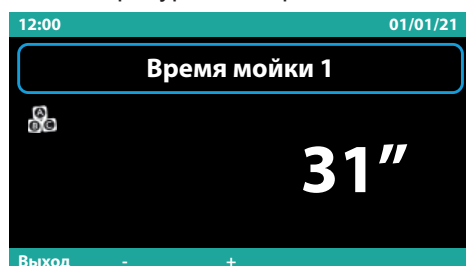 12:00 01/01/21
Время мойки 1
A
B C
31"
Выход - +